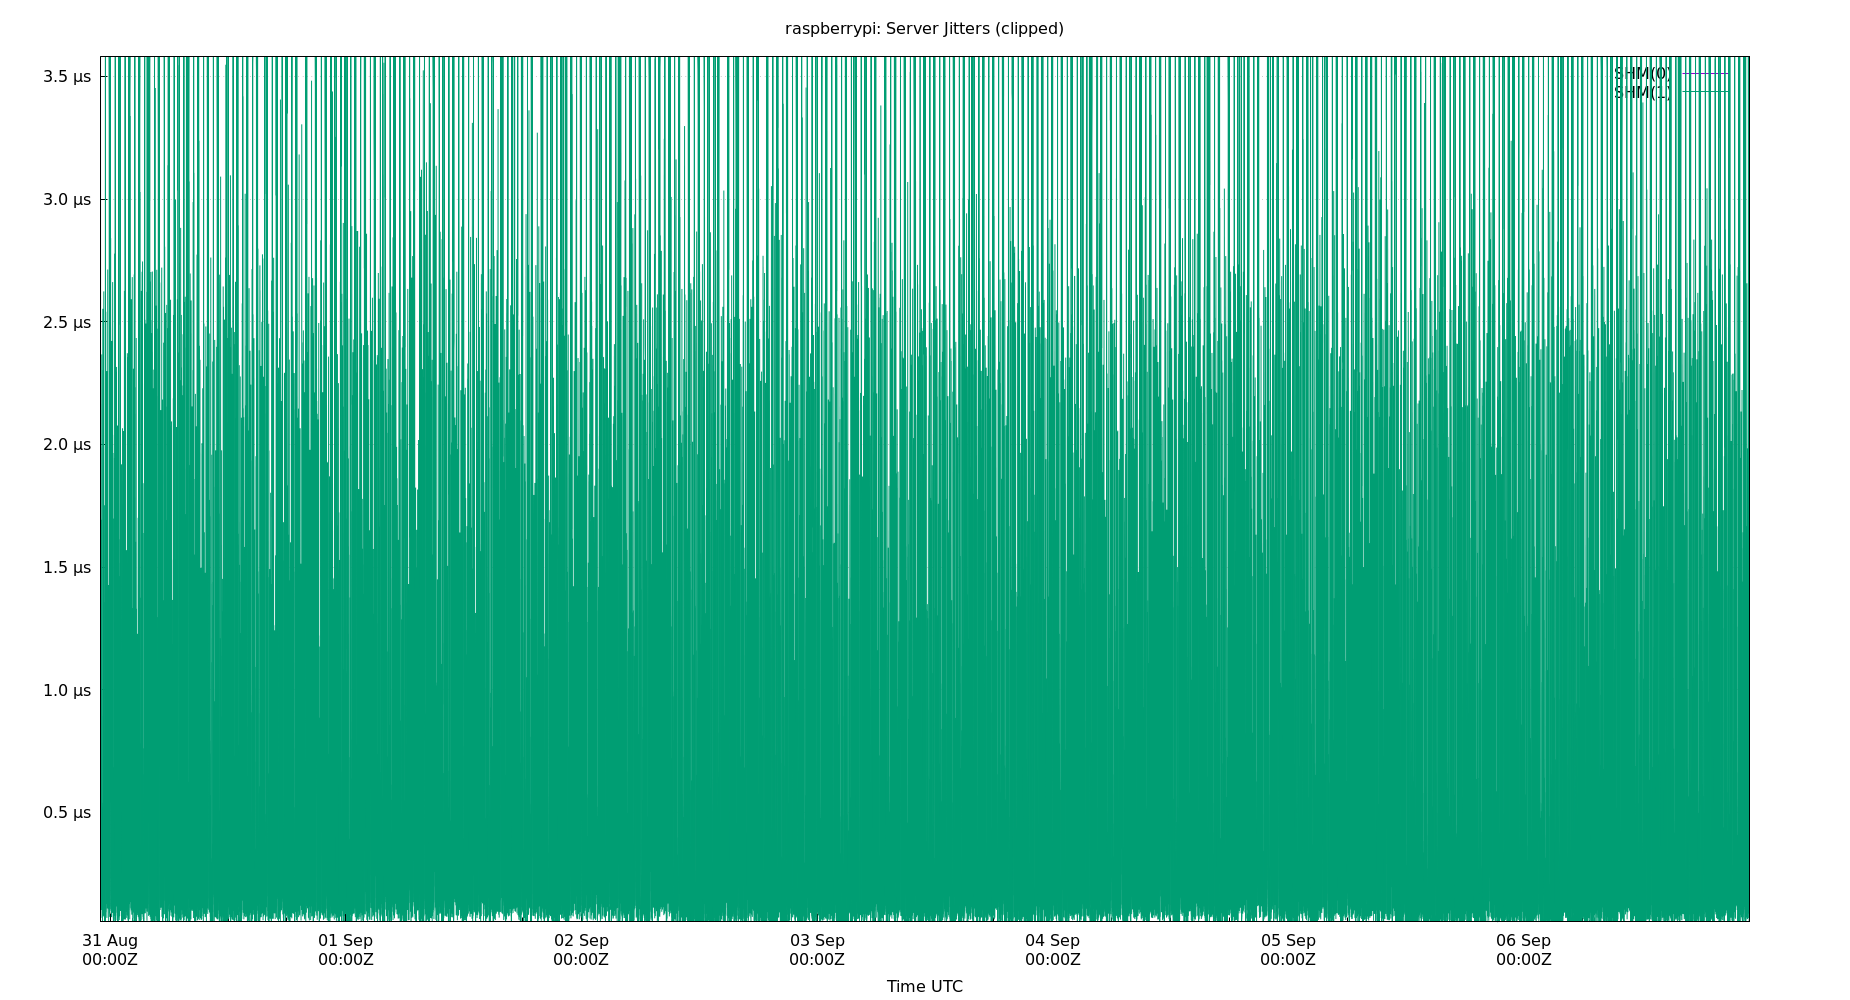 raspberrypi: Server Jitters (clipped)
3.5 μs
SHM(0)
SHM(1)
3.0 μs
2.5 μs
2.0 μs
1.5 μs
1.0 μs
0.5 μs
31 Aug 01 Sep 02 Sep 03 Sep 04 Sep 05 Sep 06 Sep
00:00Z 00:00Z 00:00Z 00:00Z 00:00Z 00:00Z 00:00Z
Time UTC